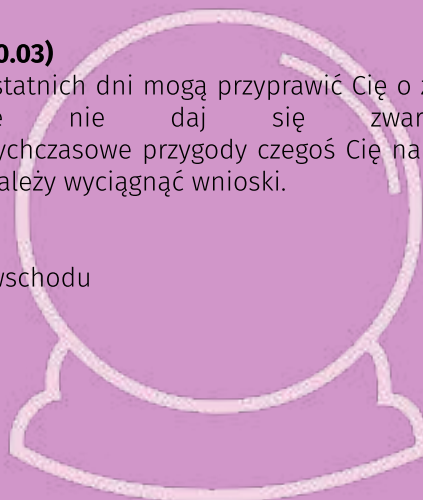 0.03)
statnich dni mogą przyprawić Cię o z
e nie daj się zwar
ychczasowe przygody czegoś Cię na
ależy wyciągnąć wnioski.
wschodu